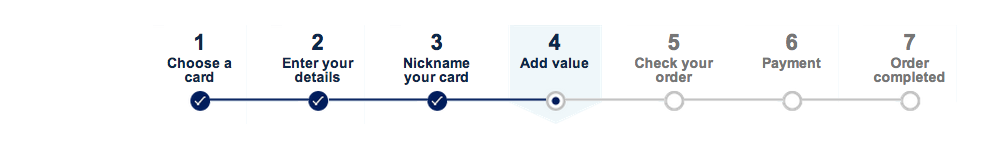 1 2 3 4 5 6 7
Choose a Enter your Nickname Add value Check your Payment Order
card details your card order completed